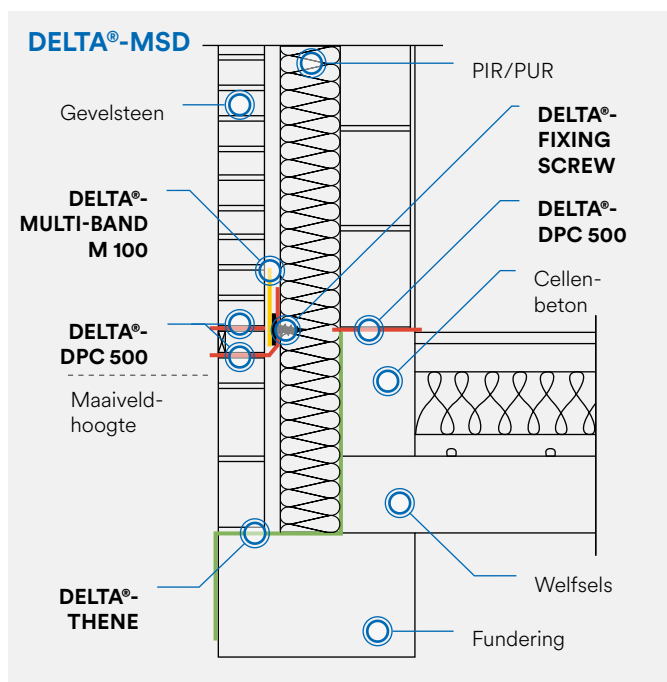 DELTA®-MSD
PIR/PUR
Gevelsteen
DELTA®-
FIXING
SCREW
DELTA®-
MULTI-BAND
M 100
DELTA®-
DPC 500
Cellen-
beton
DELTA®-
DPC 500
Maaiveld-
hoogte
Welfsels
DELTA®-
THENE
Fundering